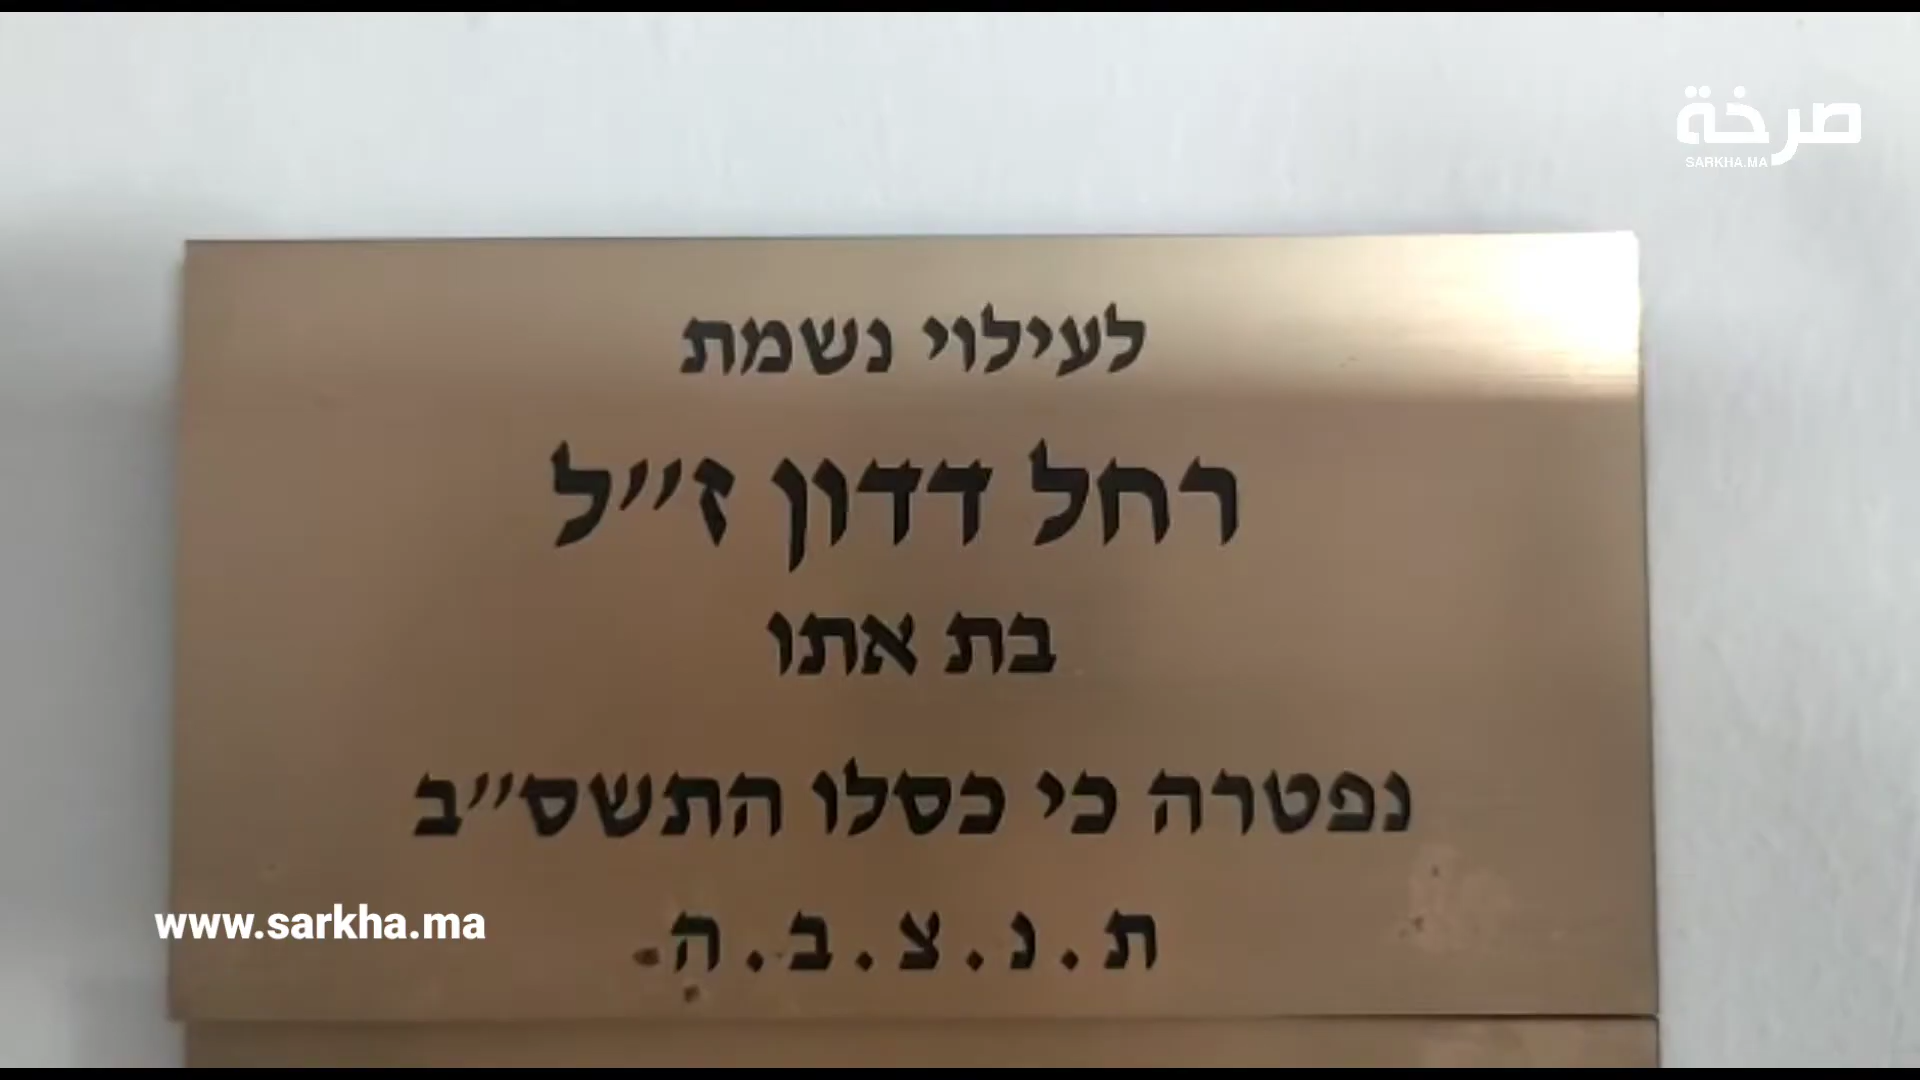 صرخة
SARKHA.MA
לעילוי נשמת
רחל דדון ז״ל
בת אתו
נפטרה כי כסלו התשס״ב
ת.נ.צ.ב.ה
www.sarkha.ma